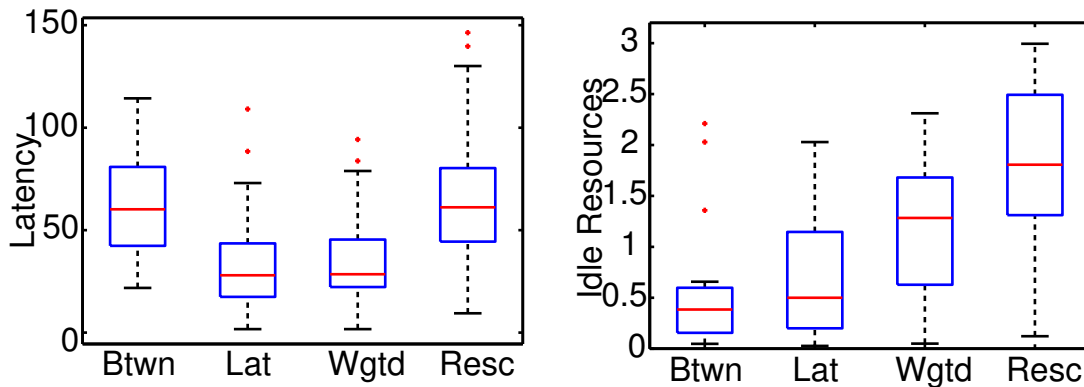 150
100
50
0
Latency
Btwn Lat Wgtd Resc
3
2.5
2
1.5
1
0.5
0
Idle Resources
Btwn Lat Wgtd Resc